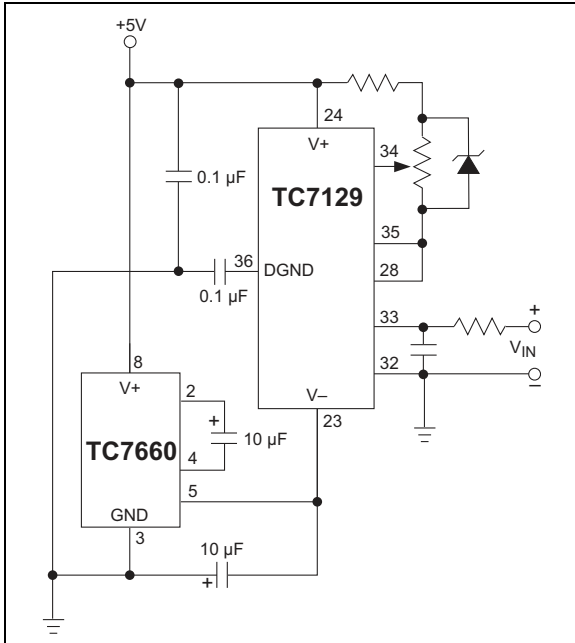 +5V
24
V+
34
0.1 µF
TC7129
35
36
DGND
28
0.1 µF
33
+
VIN
8
V+
32
–
2
V–
23
+
10 µF
TC7660
4
5
GND
3
10 µF
+